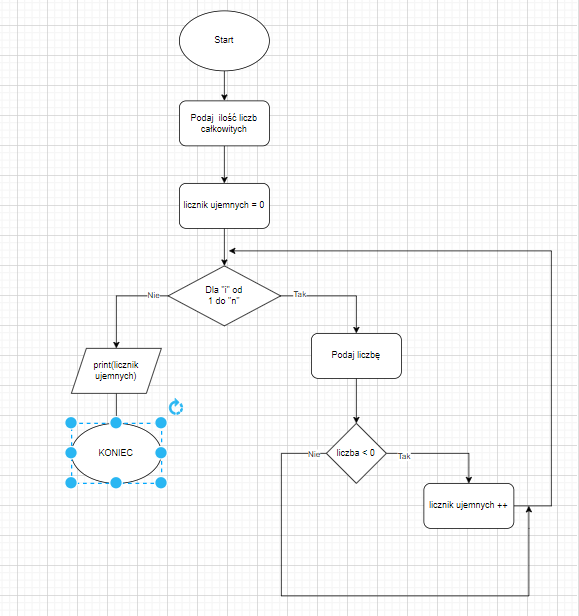 Start
Podaj ilość liczb
całkowitych
licznik ujemnych = 0
Dla "i" od
1 do "n"
Nie
Tak
print(licznik
ujemnych)
Podaj liczbę
KONIEC
Nie
liczba < 0
Tak
licznik ujemnych ++